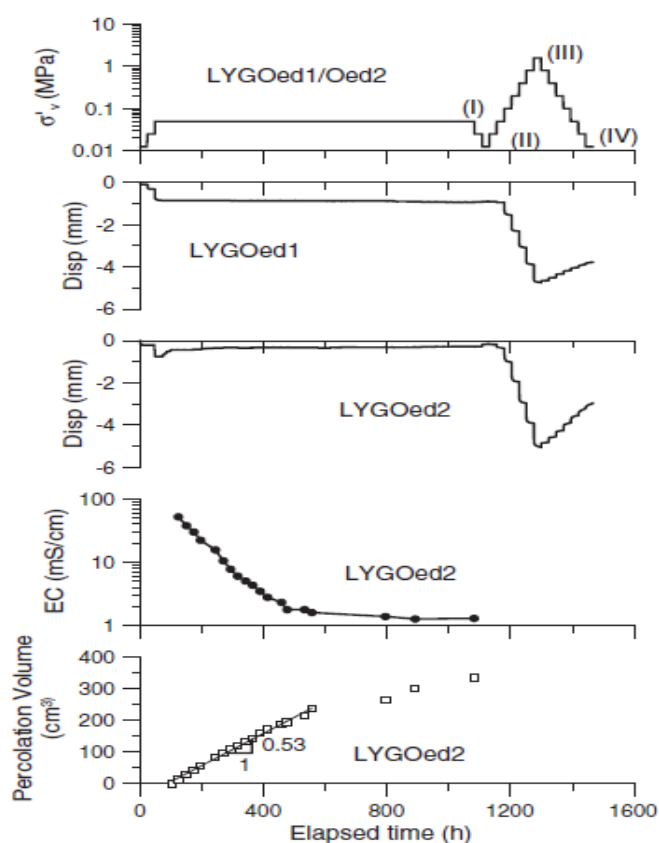 10
1
0.1
0.01
σ'v (MPa)
LYGOed1/Oed2
(I)
(II)
(III)
(IV)
0
-2
-4
-6
Disp (mm)
LYGOed1
0
-2
-4
-6
Disp (mm)
LYGOed2
100
10
1
EC (mS/cm)
LYGOed2
400
300
200
100
0
Percolation Volume
(cm³)
0.53
1
LYGOed2
0 400 800 1200 1600
Elapsed time (h)